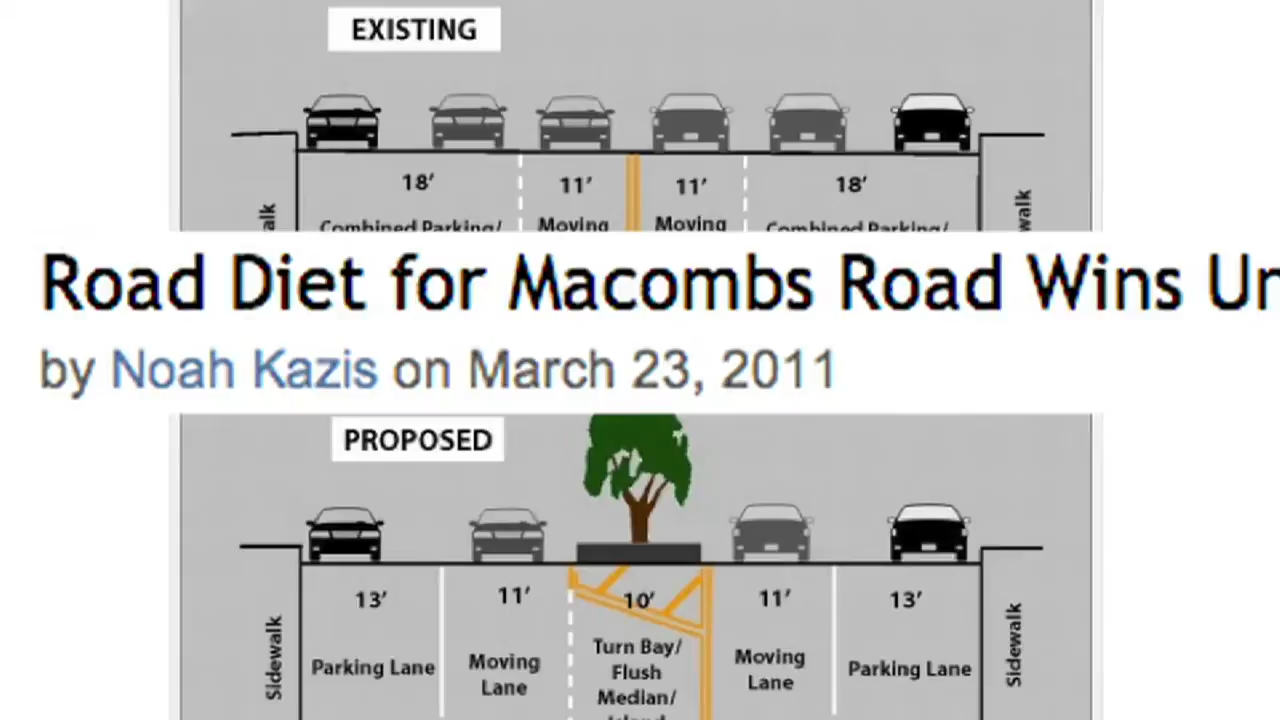 EXISTING
18′ 11′ 11′ 18′
Combined Parking/ Moving Moving Combined Parking/
Road Diet for Macombs Road Wins
by Noah Kazis on March 23, 2011
PROPOSED
13′ 11′ 10′ 11′ 13′
Sidewalk
Parking Lane
Moving
Lane
Turn Bay/
Flush
Median/
Moving
Lane
Parking Lane
Sidewalk